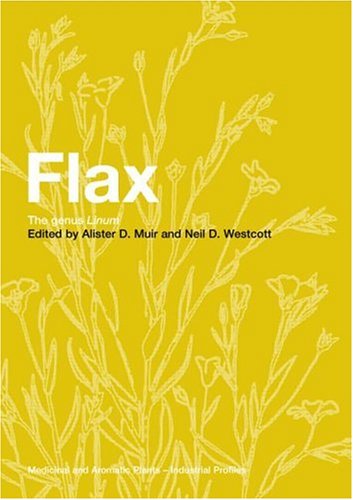 Flax
The genus Linum
Edited by Alister D. Muir and Neil D. Westcott
Medicinal and Aromatic Plants – Industrial Profiles